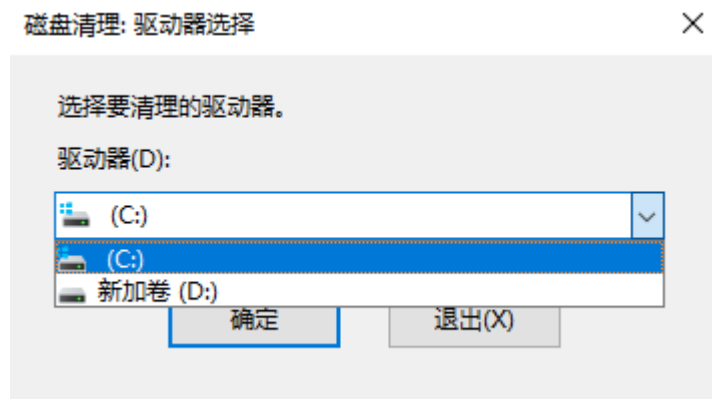 磁盘清理: 驱动器选择
选择要清理的驱动器。
驱动器(D):
(C:)
(C:)
新加卷 (D:)
确定 退出(X)